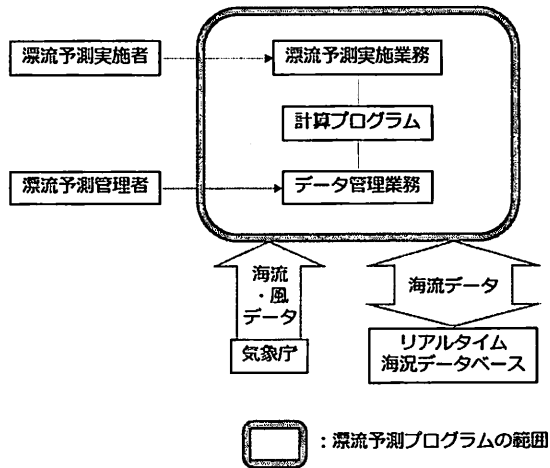 漂流予測実施者
漂流予測実施業務
計算プログラム
漂流予測管理者
データ管理業務
海流
・風
データ
気象庁
海流データ
リアルタイム
海況データベース
：漂流予測プログラムの範囲